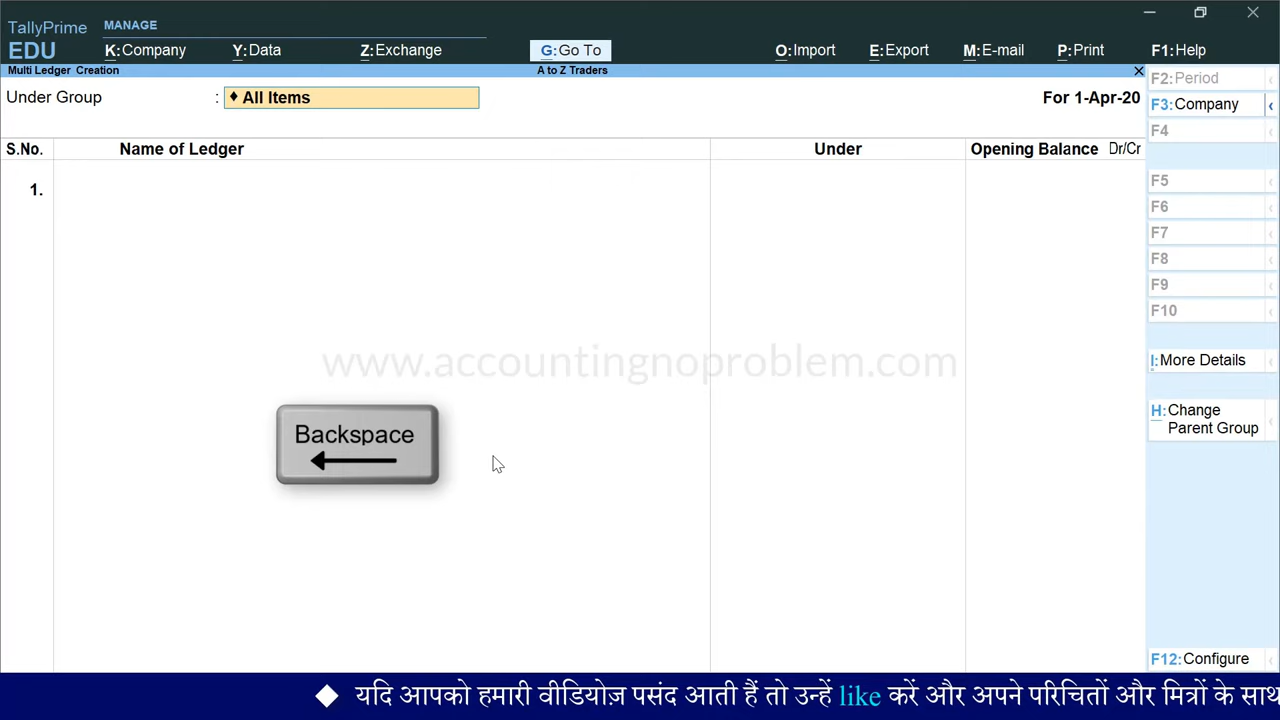 TallyPrime
EDU
MANAGE
K:Company Y:Data Z:Exchange G:Go To O:Import E:Export M:E-mail P:Print F1:Help
Multi Ledger Creation A to Z Traders
Under Group : ♦ All Items For 1-Apr-20
S.No. Name of Ledger Under Opening Balance Dr/Cr
1.
www.accountingnoproblem.com
Backspace
F2:Period
F3:Company
F4
F5
F6
F7
F8
F9
F10
I:More Details
H:Change
Parent Group
F12:Configure
यदि आपको हमारी वीडियोज़ पसंद आती हैं तो उन्हें like करें और अपने परिचितों और मित्रों के साथ